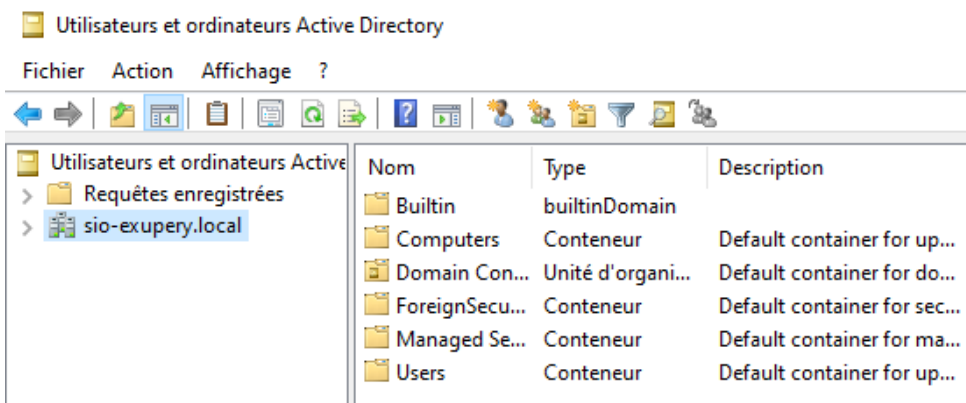 Utilisateurs et ordinateurs Active Directory
Fichier Action Affichage ?
Utilisateurs et ordinateurs Active
Requêtes enregistrées
sio-exupery.local
Nom Type Description
Builtin builtinDomain
Computers Conteneur Default container for up...
Domain Con... Unité d'organi... Default container for do...
ForeignSecu... Conteneur Default container for sec...
Managed Se... Conteneur Default container for ma...
Users Conteneur Default container for up...